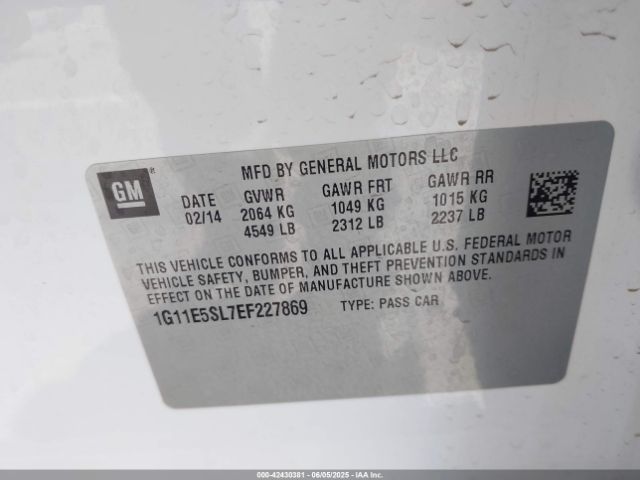 MFD BY GENERAL MOTORS LLC
GM®
DATE GVWR GAWR FRT GAWR RR
02/14 2064 KG 1049 KG 1015 KG
4549 LB 2312 LB 2237 LB
THIS VEHICLE CONFORMS TO ALL APPLICABLE U.S. FEDERAL MOTOR
VEHICLE SAFETY, BUMPER, AND THEFT PREVENTION STANDARDS IN
EFFECT ON THE DATE OF MANUFACTURE SHOWN ABOVE.
1G11E5SL7EF227869 TYPE: PASS CAR
000-42430381 - 06/05/2025 - IAAI.COM